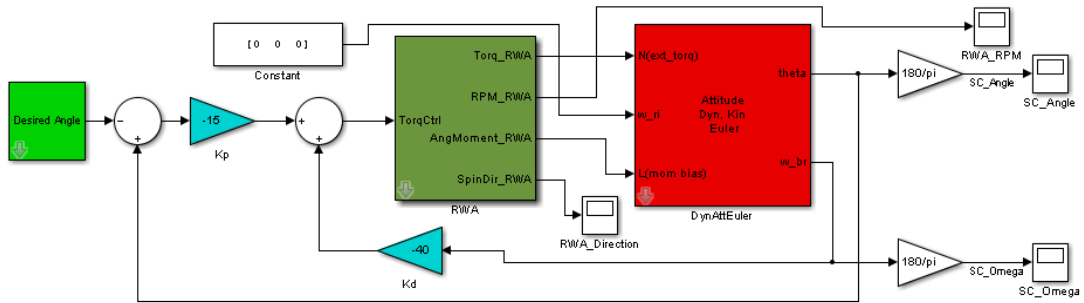 [0 0 0]
Constant
Desired Angle
−
+
-15
Kp
+
+
TorqCtrl
Torq_RWA
RPM_RWA
AngMoment_RWA
SpinDir_RWA
RWA
RWA_Direction
N(ext_torq)
w_ri
L(mom bias)
Attitude
Dyn, Kin
Euler
theta
w_br
DynAttEuler
RWA_RPM
180/pi
SC_Angle
SC_Angle
-40
Kd
180/pi
SC_Omega
SC_Omega